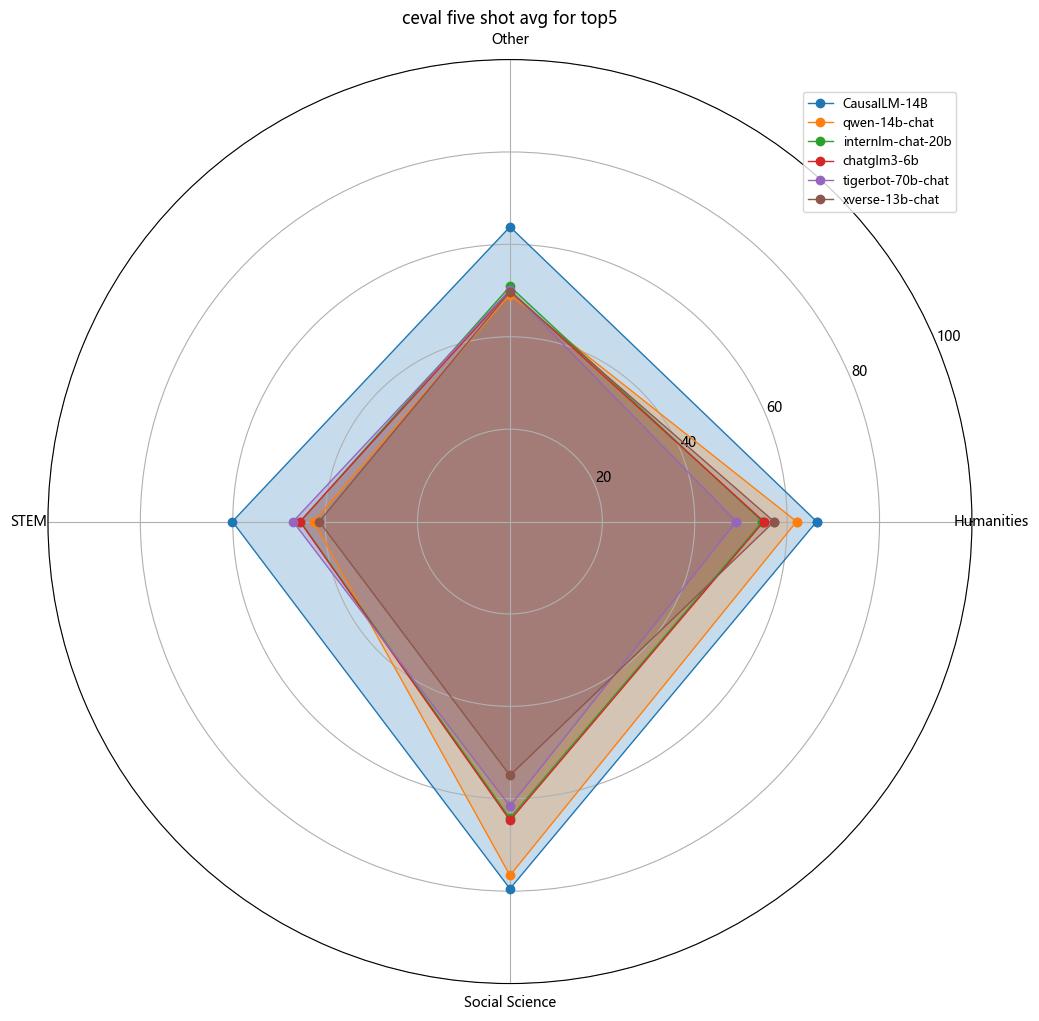 ceval five shot avg for top5
Other
CausalLM-14B
qwen-14b-chat
internlm-chat-20b
chatglm3-6b
tigerbot-70b-chat
xverse-13b-chat
100
80
60
40
20
STEM
Humanities
Social Science